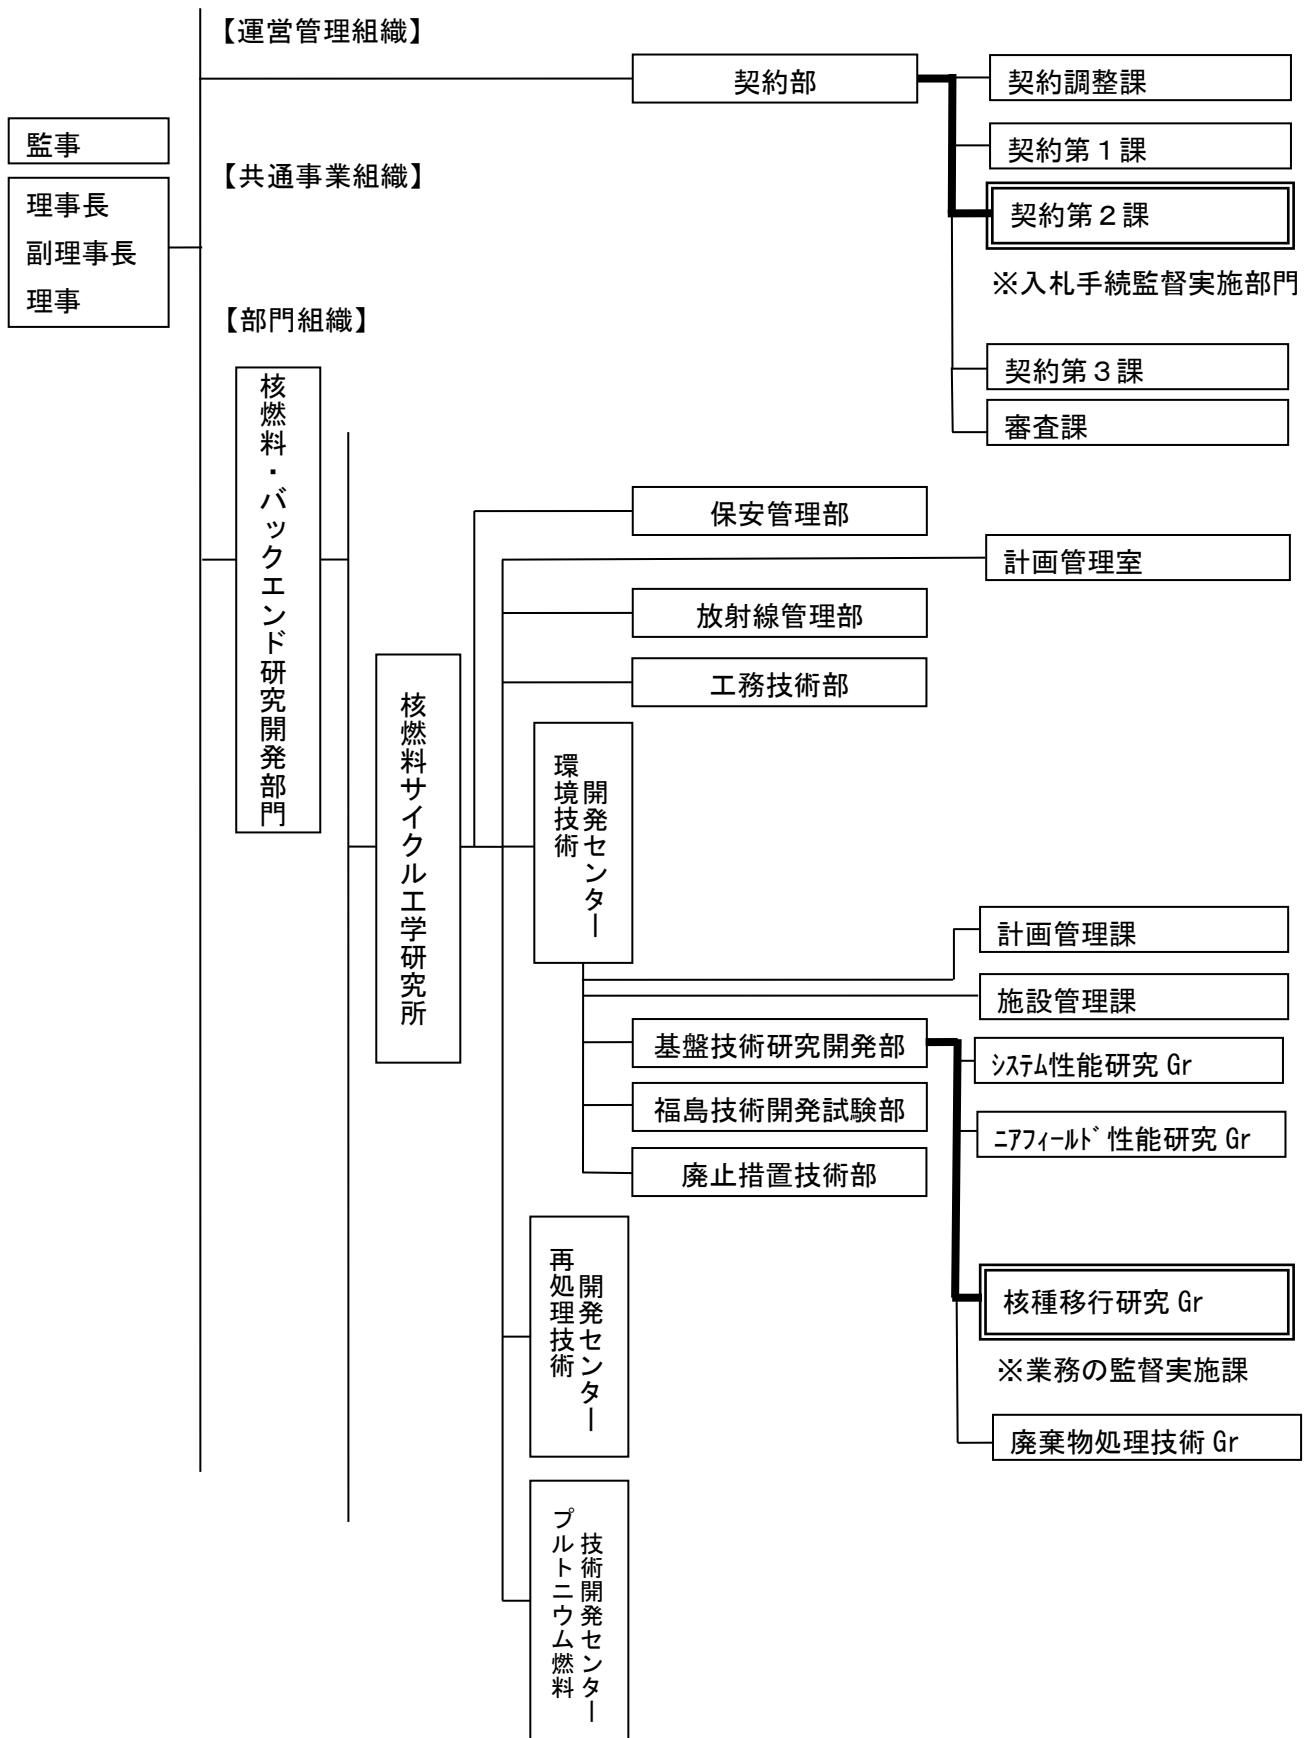 【運営管理組織】
契約部
契約調整課
契約第１課
契約第２課
※入札手続監督実施部門
契約第３課
審査課
監事
理事長
副理事長
理事
【共通事業組織】
【部門組織】
核燃料・バックエンド研究開発部門
核燃料サイクル工学研究所
保安管理部
計画管理室
放射線管理部
工務技術部
環境技術
開発センター
計画管理課
施設管理課
基盤技術研究開発部
ｼｽﾃﾑ性能研究 Gr
ﾆｱﾌｨｰﾙﾄﾞ性能研究 Gr
核種移行研究 Gr
※業務の監督実施課
廃棄物処理技術 Gr
福島技術開発試験部
廃止措置技術部
再処理技術
開発センター
プルトニウム燃料
技術開発センター